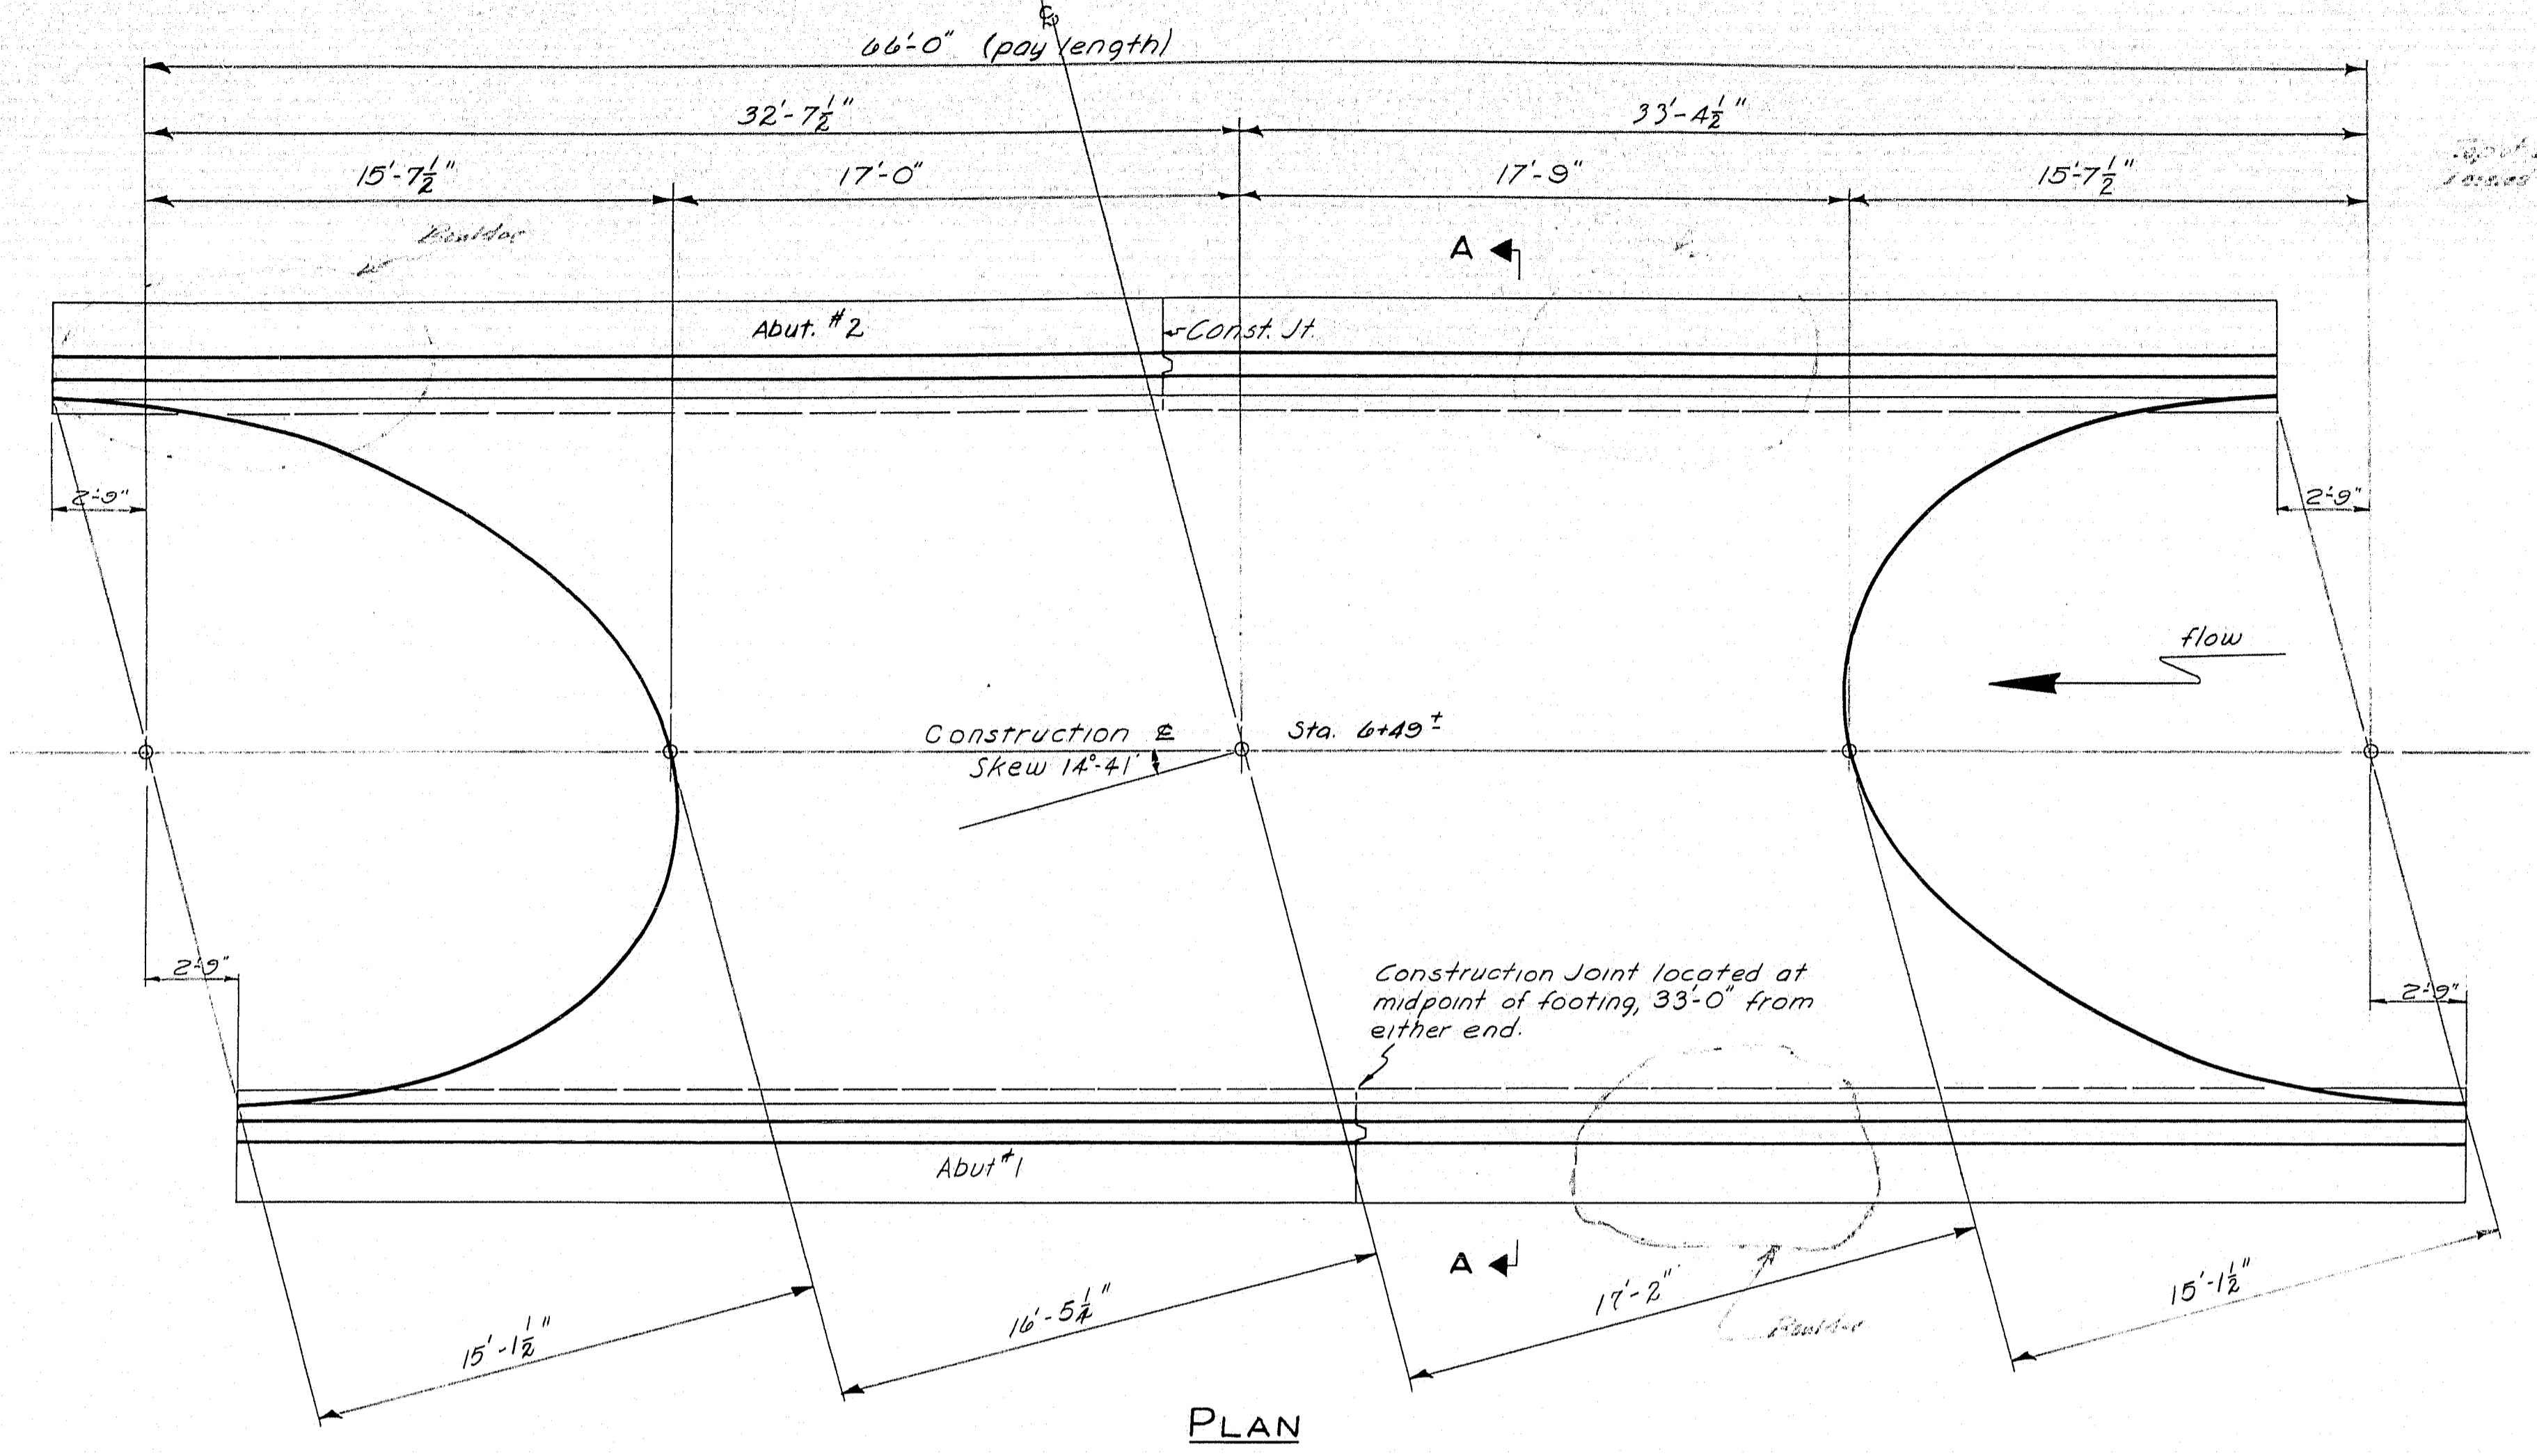 ℄
66'-0" (pay length)
32'-7½" 33'-4½"
15'-7½" 17'-0" 17'-9" 15'-7½"
Boulder
A
Abut. #2
Const. Jt.
2'-9" 2'-9"
flow
Construction ℄ Sta. 6+49±
Skew 14°-41'
2'-9"
Construction Joint located at
midpoint of footing, 33'-0" from
either end.
2'-9"
Abut #1
A
15'-1½" 16'-5¼" 17'-2" 15'-1½"
Boulder
PLAN